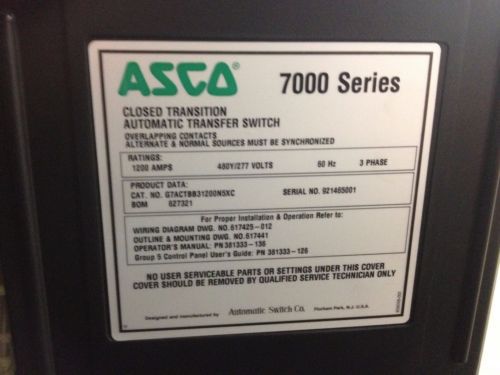 ASCO 7000 Series
CLOSED TRANSITION
AUTOMATIC TRANSFER SWITCH
OVERLAPPING CONTACTS
ALTERNATE & NORMAL SOURCES MUST BE SYNCHRONIZED
RATINGS:
1200 AMPS 480Y/277 VOLTS 60 Hz 3 PHASE
PRODUCT DATA:
CAT. NO. G7ACTBB31200N5XC SERIAL NO. 921465001
BOM 627321
For Proper Installation & Operation Refer to:
WIRING DIAGRAM DWG. NO.617425-012
OUTLINE & MOUNTING DWG. NO.617441
OPERATOR'S MANUAL: PN 381333-136
Group 5 Control Panel User's Guide: PN 381333-126
NO USER SERVICEABLE PARTS OR SETTINGS UNDER THIS COVER
COVER SHOULD BE REMOVED BY QUALIFIED SERVICE TECHNICIAN ONLY
Designed and manufactured by Automatic Switch Co. Florham Park, N.J. U.S.A.